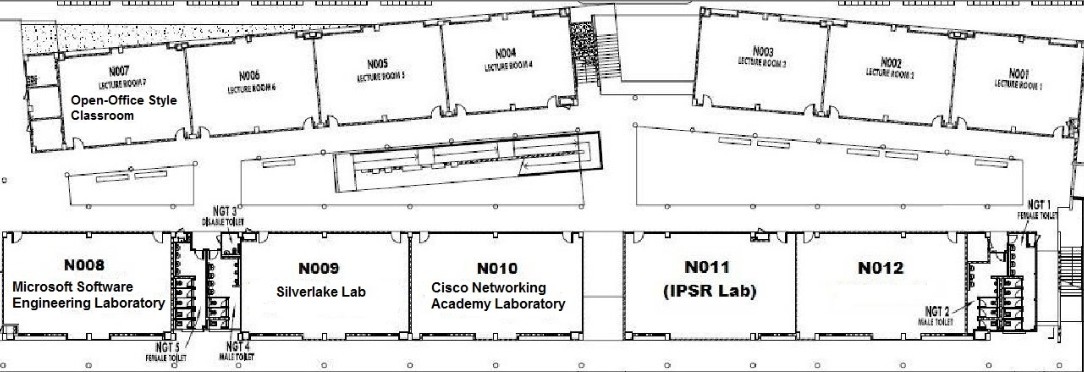 N007
LECTURE ROOM 7
Open-Office Style
Classroom
N006
LECTURE ROOM 6
N005
LECTURE ROOM 5
N004
LECTURE ROOM 4
N003
LECTURE ROOM 3
N002
LECTURE ROOM 2
N001
LECTURE ROOM 1
NGT 3
DISABLE TOILET
NGT 1
FEMALE TOILET
N008
Microsoft Software
Engineering Laboratory
N009
Silverlake Lab
N010
Cisco Networking
Academy Laboratory
N011
(IPSR Lab)
N012
NGT 2
MALE TOILET
NGT 5
FEMALE TOILET
NGT 4
MALE TOILET